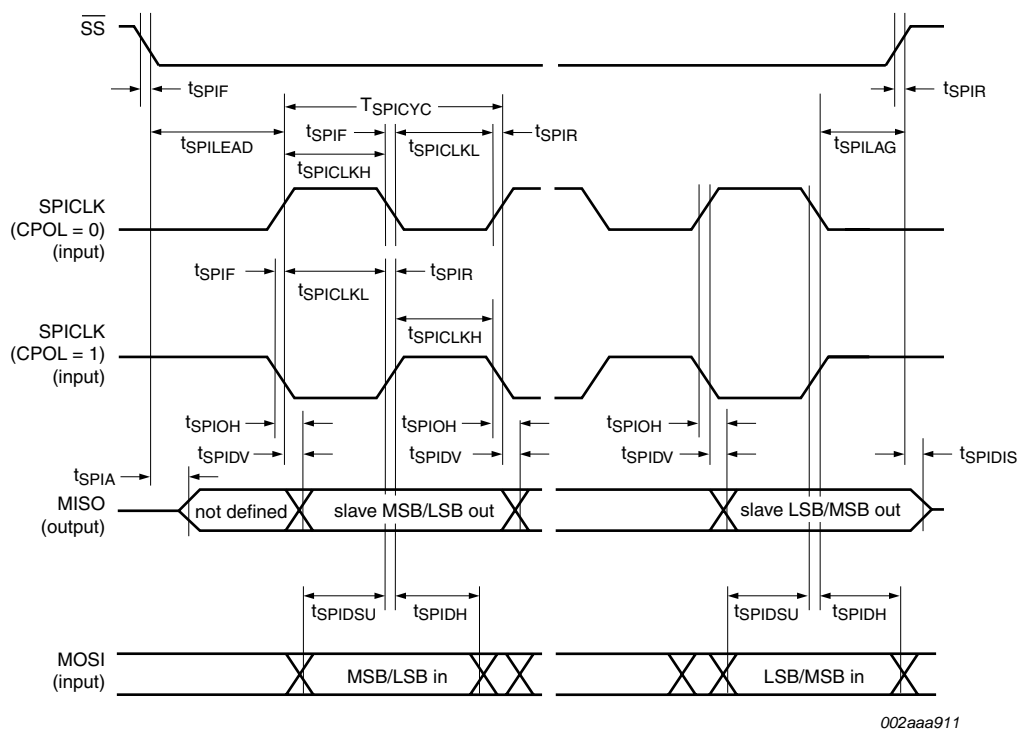 SS
tSPIF
TSPICYC
tSPIR
tSPILEAD
tSPIF
tSPICLKL
tSPIR
tSPILAG
tSPICLKH
SPICLK
(CPOL = 0)
(input)
tSPIF
tSPICLKL
tSPIR
tSPICLKH
SPICLK
(CPOL = 1)
(input)
tSPIOH
tSPIOH
tSPIOH
tSPIDV
tSPIDV
tSPIDV
tSPIDIS
tSPIA
MISO
(output)
not defined
slave MSB/LSB out
slave LSB/MSB out
tSPIDSU
tSPIDH
tSPIDSU
tSPIDH
MOSI
(input)
MSB/LSB in
LSB/MSB in
002aaa911